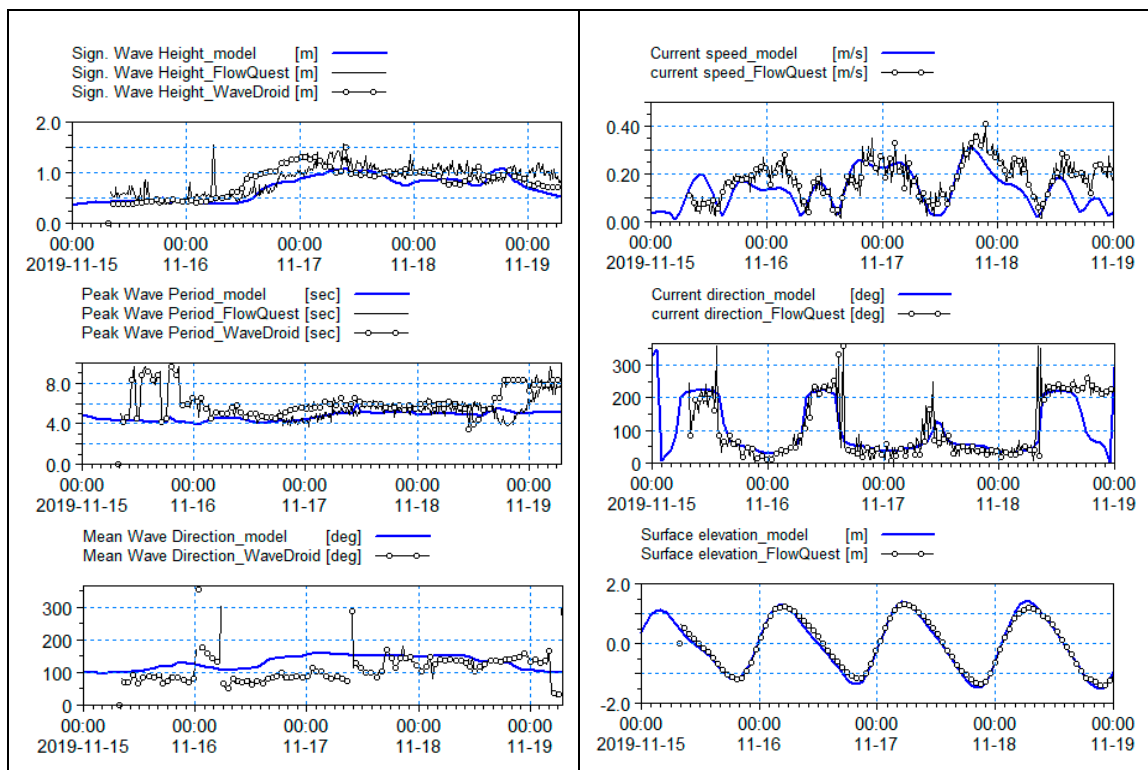 Sign. Wave Height_model [m]
Sign. Wave Height_FlowQuest [m]
Sign. Wave Height_WaveDroid [m]
2.0
1.0
0.0
00:00 00:00 00:00 00:00 00:00
2019-11-15 11-16 11-17 11-18 11-19
Peak Wave Period_model [sec]
Peak Wave Period_FlowQuest [sec]
Peak Wave Period_WaveDroid [sec]
8.0
4.0
0.0
00:00 00:00 00:00 00:00 00:00
2019-11-15 11-16 11-17 11-18 11-19
Mean Wave Direction_model [deg]
Mean Wave Direction_WaveDroid [deg]
300
200
100
0
00:00 00:00 00:00 00:00 00:00
2019-11-15 11-16 11-17 11-18 11-19
Current speed_model [m/s]
current speed_FlowQuest [m/s]
0.40
0.20
0.00
00:00 00:00 00:00 00:00 00:00
2019-11-15 11-16 11-17 11-18 11-19
Current direction_model [deg]
current direction_FlowQuest [deg]
300
200
100
0
00:00 00:00 00:00 00:00 00:00
2019-11-15 11-16 11-17 11-18 11-19
Surface elevation_model [m]
Surface elevation_FlowQuest [m]
2.0
0.0
-2.0
00:00 00:00 00:00 00:00 00:00
2019-11-15 11-16 11-17 11-18 11-19